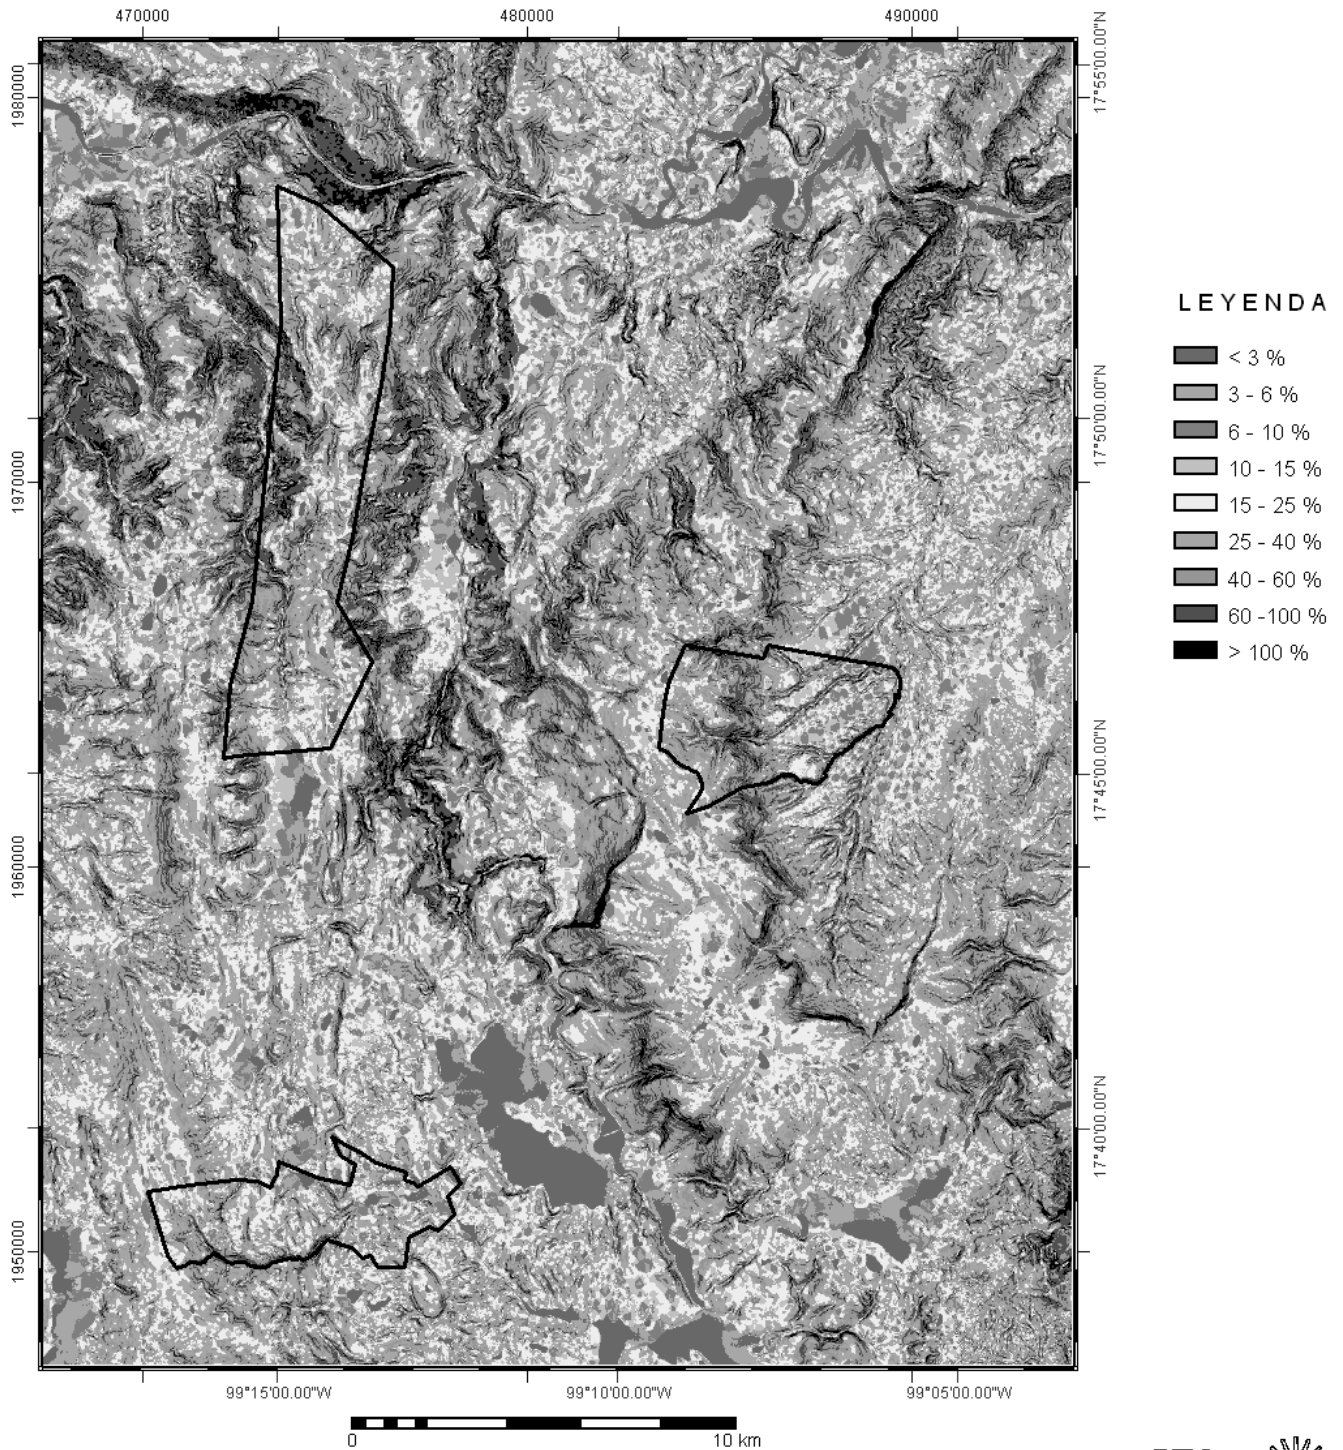 470000 480000 490000
17°55'00.00"N
1980000
LEYENDA
< 3 %
3 - 6 %
6 - 10 %
10 - 15 %
15 - 25 %
25 - 40 %
40 - 60 %
60 -100 %
> 100 %
17°50'00.00"N
1970000
17°45'00.00"N
1960000
17°40'00.00"N
1950000
99°15'00.00"W 99°10'00.00"W 99°05'00.00"W
0 10 km